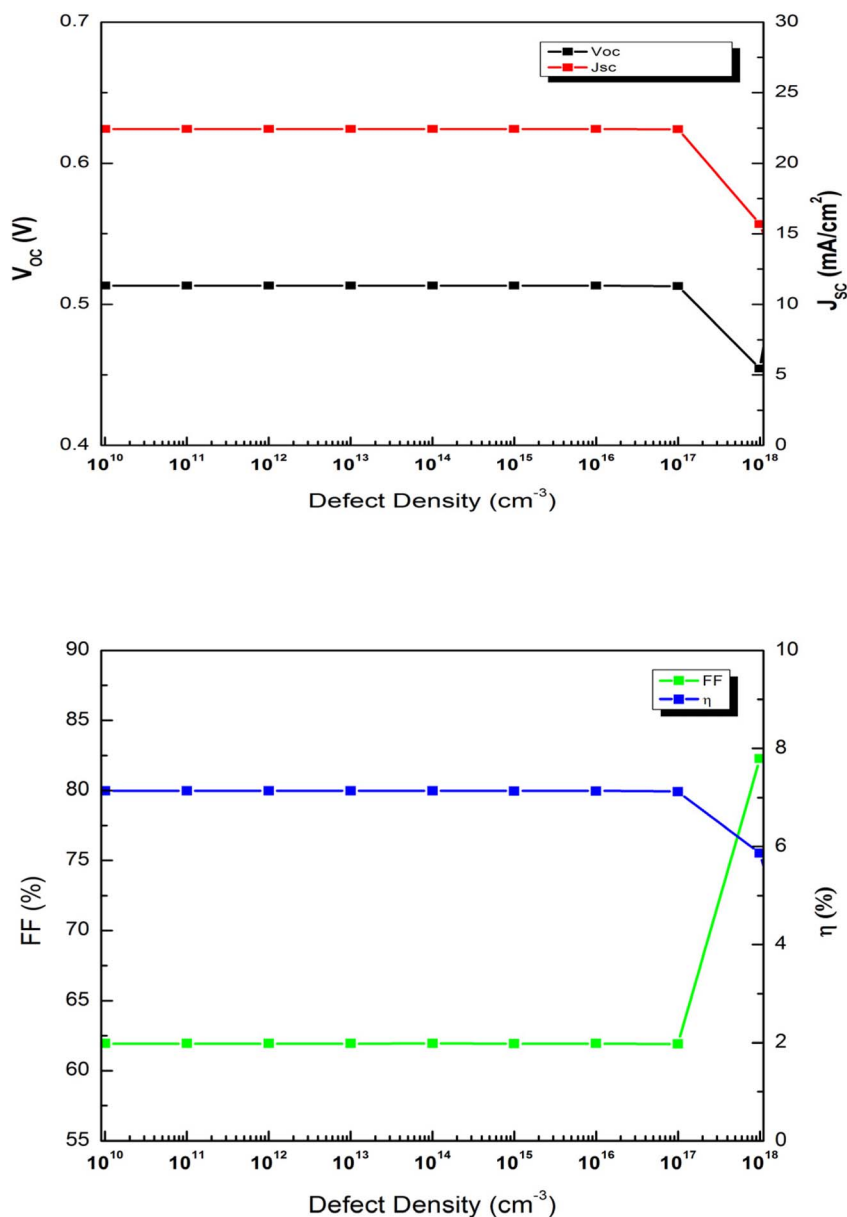 0.7
0.6
0.5
0.4
V_OC (V)
Voc
Jsc
30
25
20
15
10
5
0
J_SC (mA/cm^2)
10^10 10^11 10^12 10^13 10^14 10^15 10^16 10^17 10^18
Defect Density (cm^-3)
90
85
80
75
70
65
60
55
FF (%)
FF
η
10
8
6
4
2
0
η (%)
10^10 10^11 10^12 10^13 10^14 10^15 10^16 10^17 10^18
Defect Density (cm^-3)